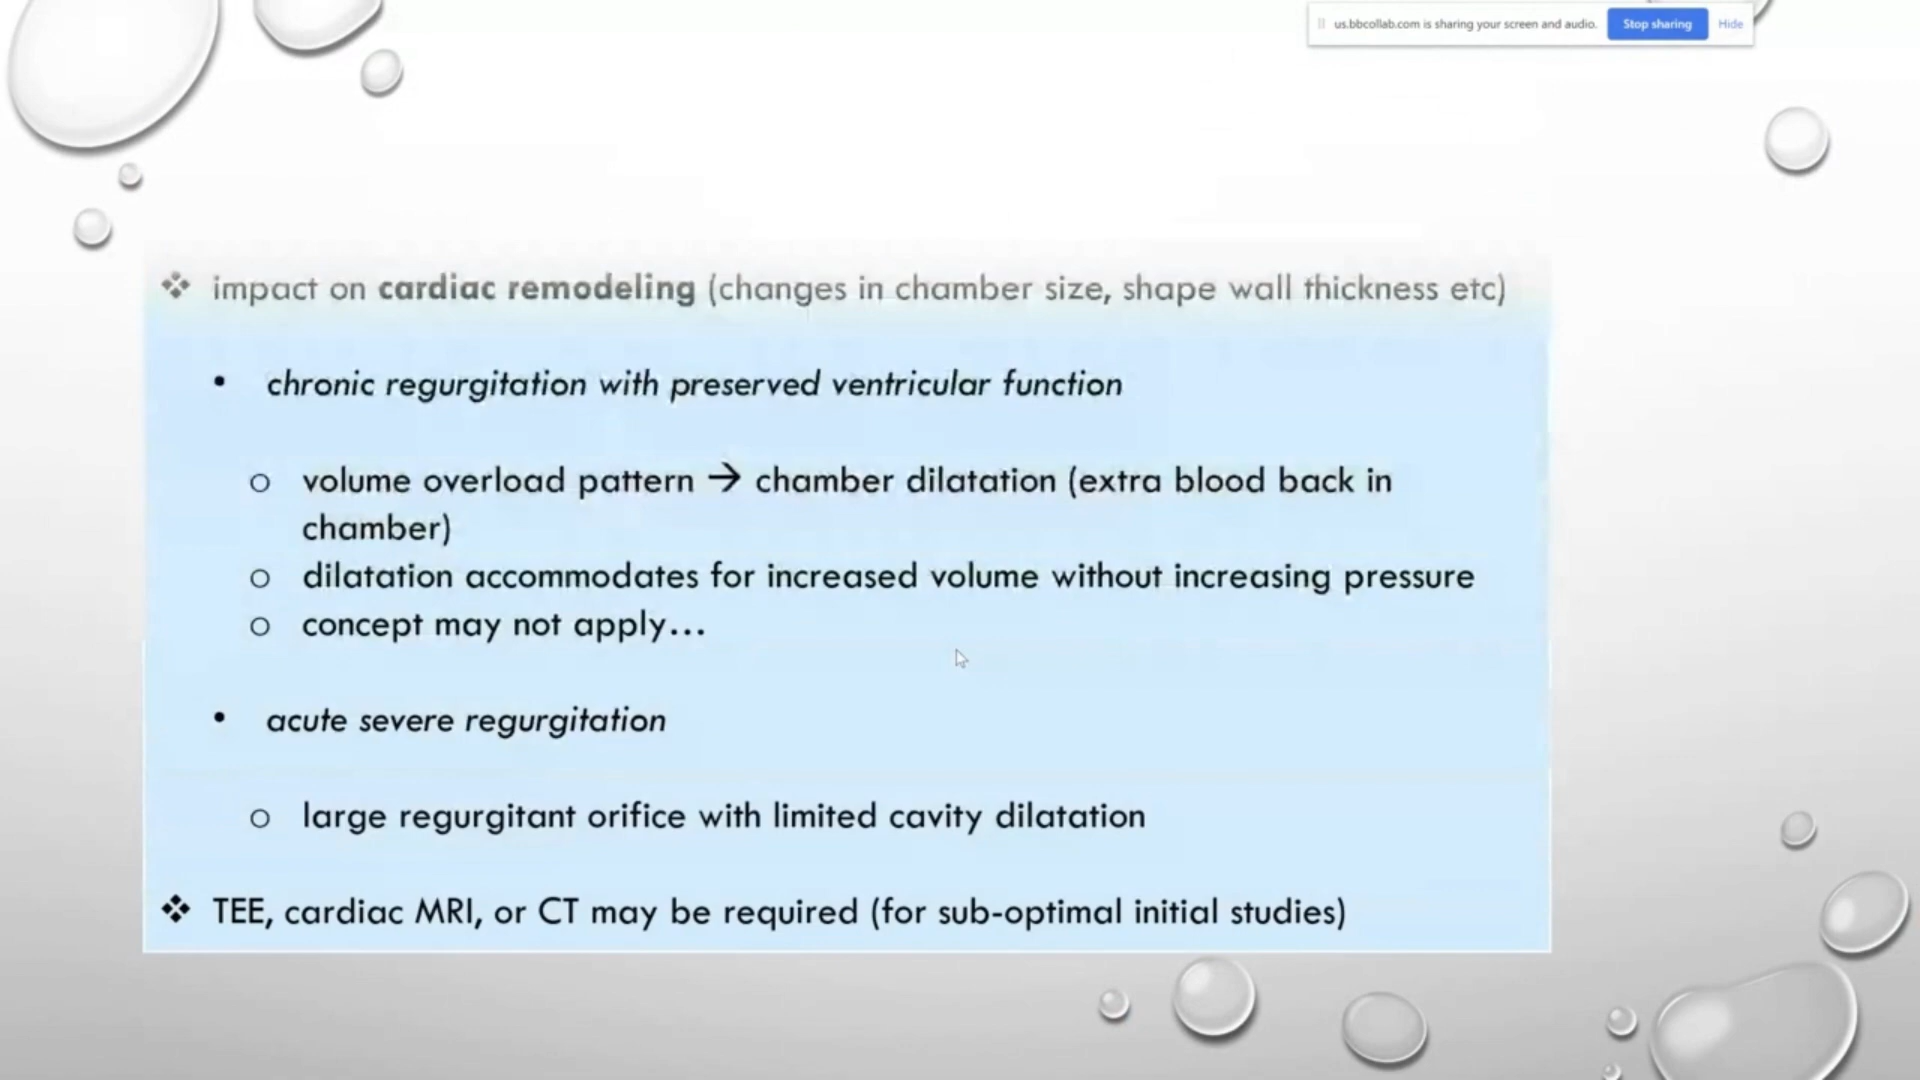 us.bbcollab.com is sharing your screen and audio. Stop sharing Hide
❖ impact on cardiac remodeling (changes in chamber size, shape wall thickness etc)
• chronic regurgitation with preserved ventricular function
o volume overload pattern → chamber dilatation (extra blood back in
chamber)
o dilatation accommodates for increased volume without increasing pressure
o concept may not apply...
• acute severe regurgitation
o large regurgitant orifice with limited cavity dilatation
❖ TEE, cardiac MRI, or CT may be required (for sub-optimal initial studies)